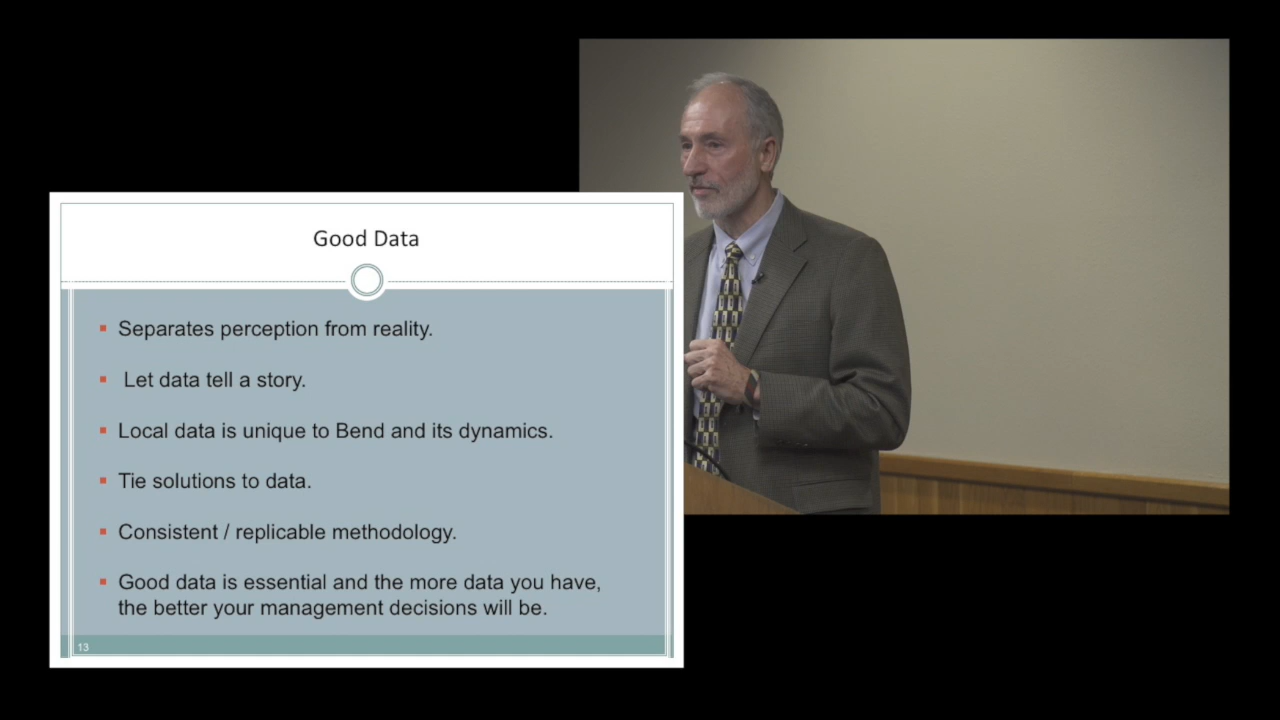 Good Data
Separates perception from reality.
Let data tell a story.
Local data is unique to Bend and its dynamics.
Tie solutions to data.
Consistent / replicable methodology.
Good data is essential and the more data you have,
the better your management decisions will be.
13